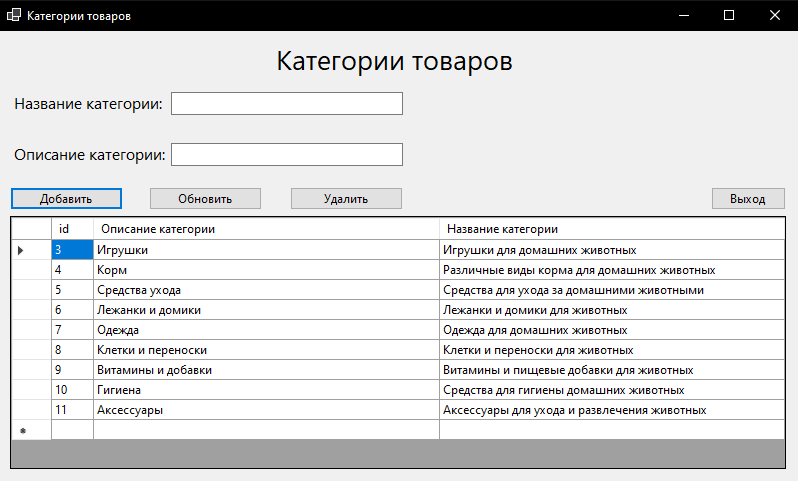 Категории товаров
Категории товаров
Название категории:
Описание категории:
Добавить Обновить Удалить Выход
id Описание категории Название категории
3 Игрушки Игрушки для домашних животных
4 Корм Различные виды корма для домашних животных
5 Средства ухода Средства для ухода за домашними животными
6 Лежанки и домики Лежанки и домики для животных
7 Одежда Одежда для домашних животных
8 Клетки и переноски Клетки и переноски для животных
9 Витамины и добавки Витамины и пищевые добавки для животных
10 Гигиена Средства для гигиены домашних животных
11 Аксессуары Аксессуары для ухода и развлечения животных